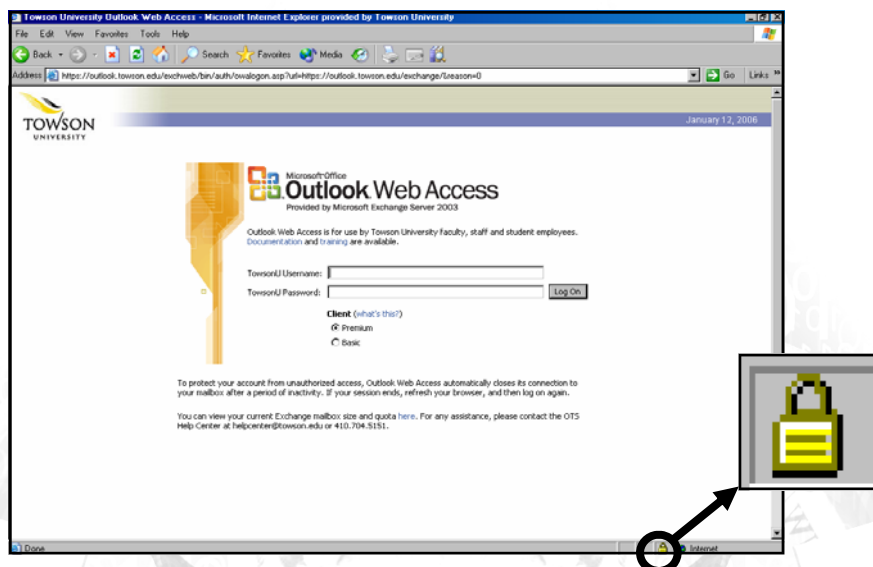 Towson University Outlook Web Access - Microsoft Internet Explorer provided by Towson University
File Edit View Favorites Tools Help
Back Search Favorites Media
Address https://outlook.towson.edu/exchweb/bin/auth/owalogon.asp?url=https://outlook.towson.edu/exchange/&reason=0 Go Links »
TOWSON
UNIVERSITY
January 12, 2006
Microsoft Office
Outlook Web Access
Provided by Microsoft Exchange Server 2003
Outlook Web Access is for use by Towson University faculty, staff and student employees.
Documentation and training are available.
TowsonU Username:
TowsonU Password: Log On
Client (what's this?)
Premium
Basic
To protect your account from unauthorized access, Outlook Web Access automatically closes its connection to
your mailbox after a period of inactivity. If your session ends, refresh your browser, and then log on again.
You can view your current Exchange mailbox size and quota here. For any assistance, please contact the OTS
Help Center at helpcenter@towson.edu or 410.704.5151.
Done Internet